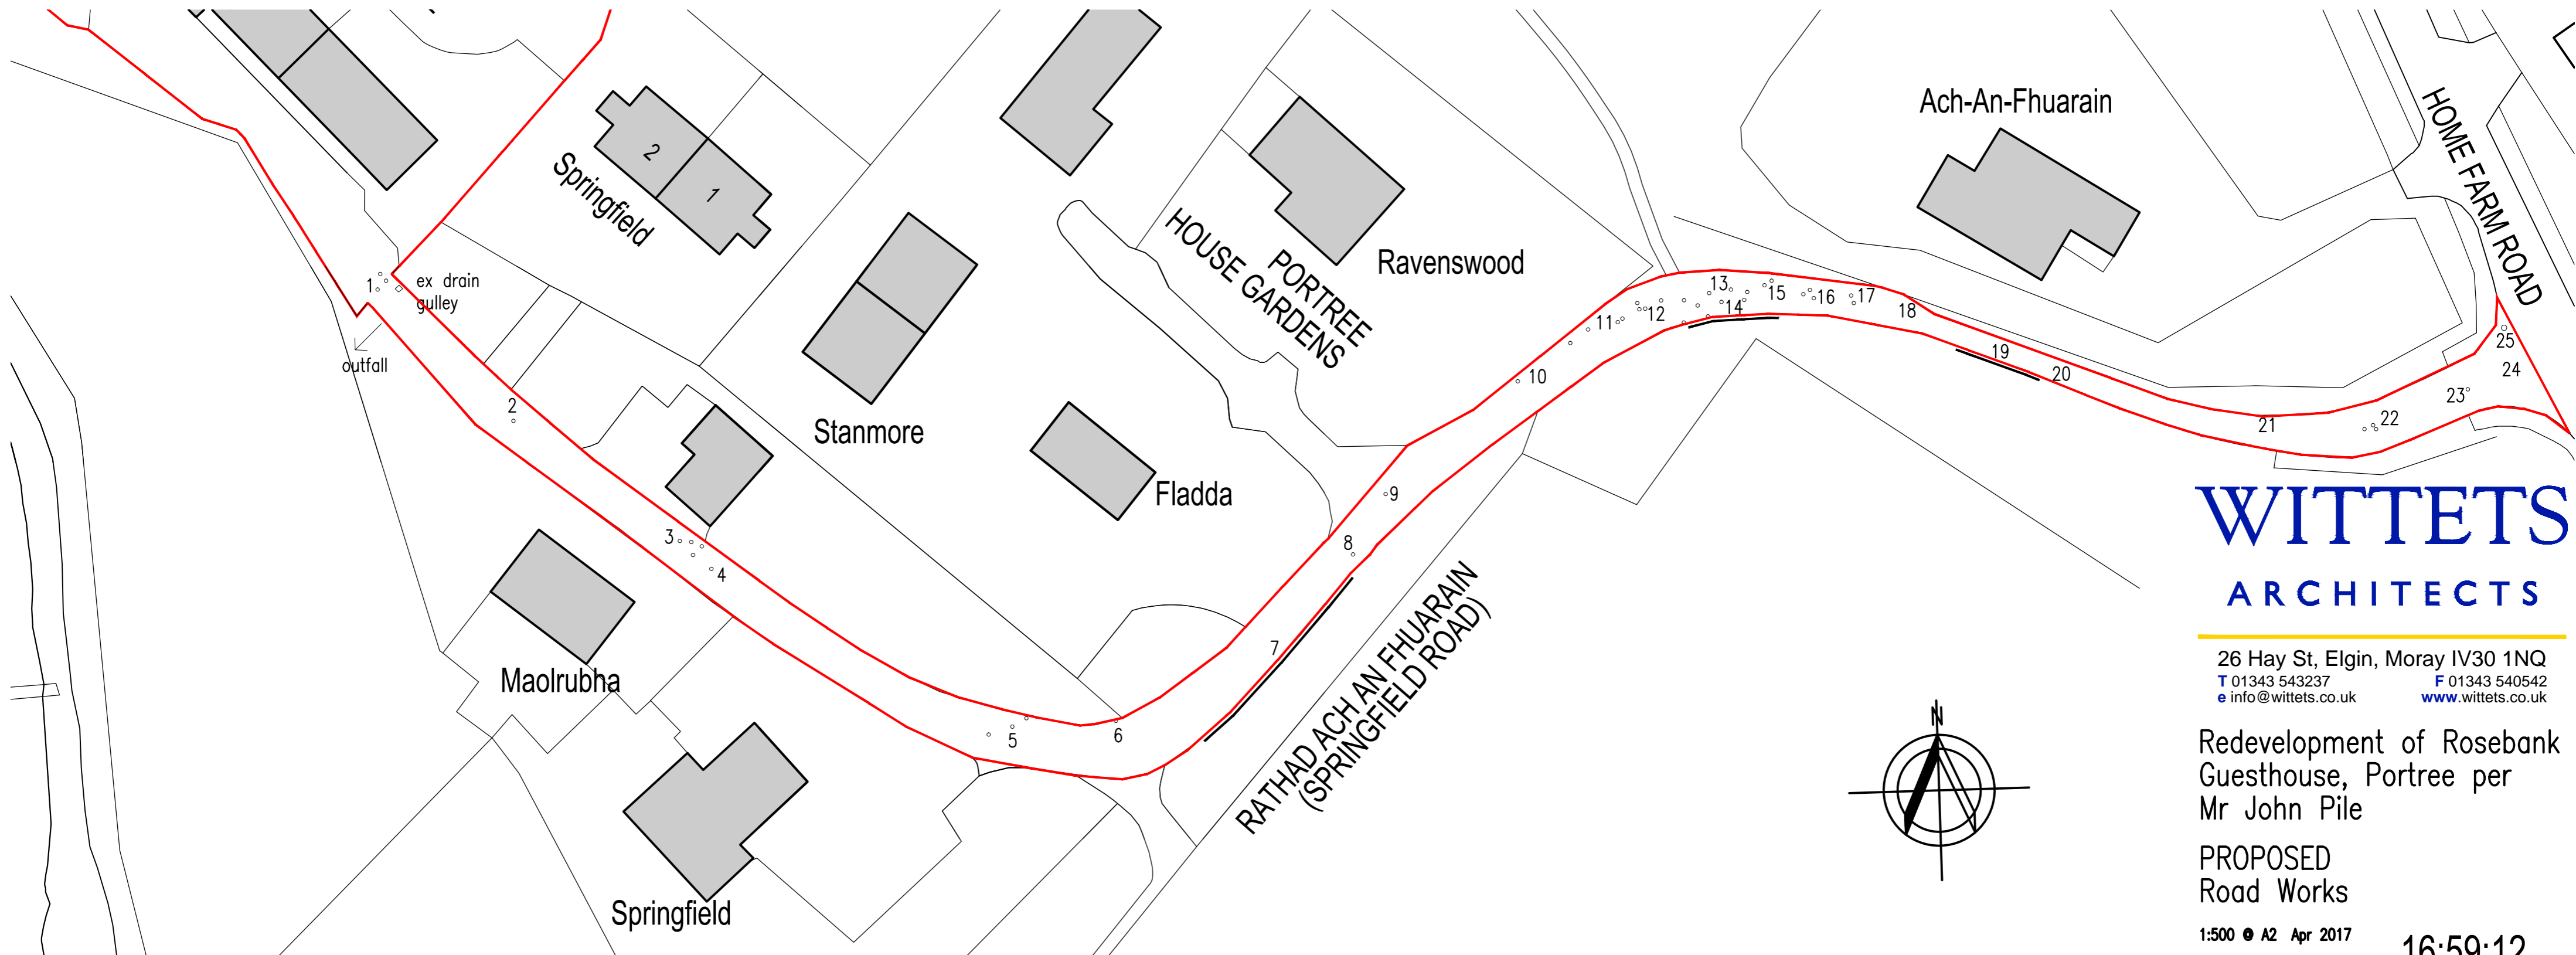 2
1
Springfield
1
ex drain
gulley
outfall
2
3
4
Stanmore
Fladda
Maolrubha
Springfield
5
6
7
8
9
10
HOUSE GARDENS
PORTREE
Ravenswood
RATHAD ACH AN FHUARAIN
(SPRINGFIELD ROAD)
11
12
13
14
15
16
17
18
19
20
21
22
23
24
25
Ach-An-Fhuarain
HOME FARM ROAD
N
WITTETS
ARCHITECTS
26 Hay St, Elgin, Moray IV30 1NQ
T 01343 543237 F 01343 540542
e info@wittets.co.uk www.wittets.co.uk
Redevelopment of Rosebank
Guesthouse, Portree per
Mr John Pile
PROPOSED
Road Works
1:500 @ A2 Apr 2017
16:59:12